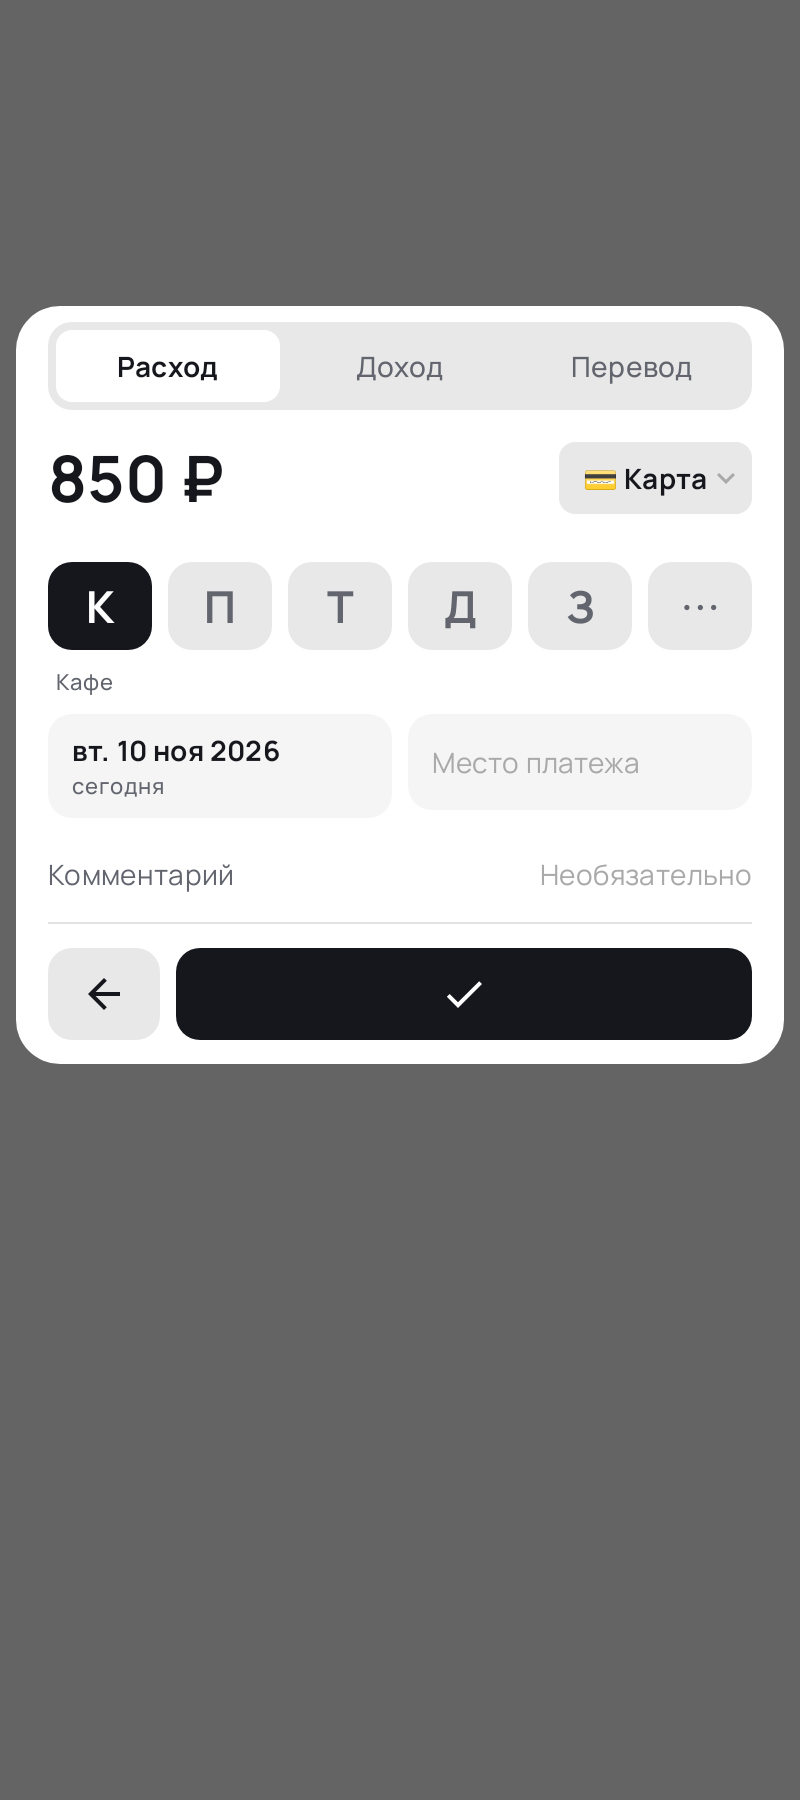 Расход Доход Перевод
850 ₽ 💳 Карта
К П Т Д З ···
Кафе
вт. 10 ноя 2026
сегодня
Место платежа
Комментарий Необязательно